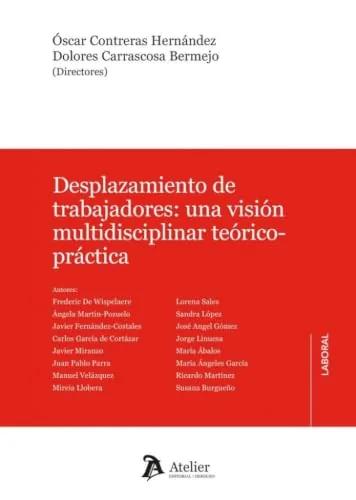 Óscar Contreras Hernández
Dolores Carrascosa Bermejo
(Directores)
Desplazamiento de
trabajadores: una visión
multidisciplinar teórico-
práctica
Autores:
Frederic De Wispelaere
Ángela Martín-Pozuelo
Javier Fernández-Costales
Carlos García de Cortázar
Javier Miranzo
Juan Pablo Parra
Manuel Velázquez
Mireia Llobera
Lorena Sales
Sandra López
José Angel Gómez
Jorge Linuesa
María Ábalos
María Ángeles García
Ricardo Martínez
Susana Burgueño
LABORAL
Atelier